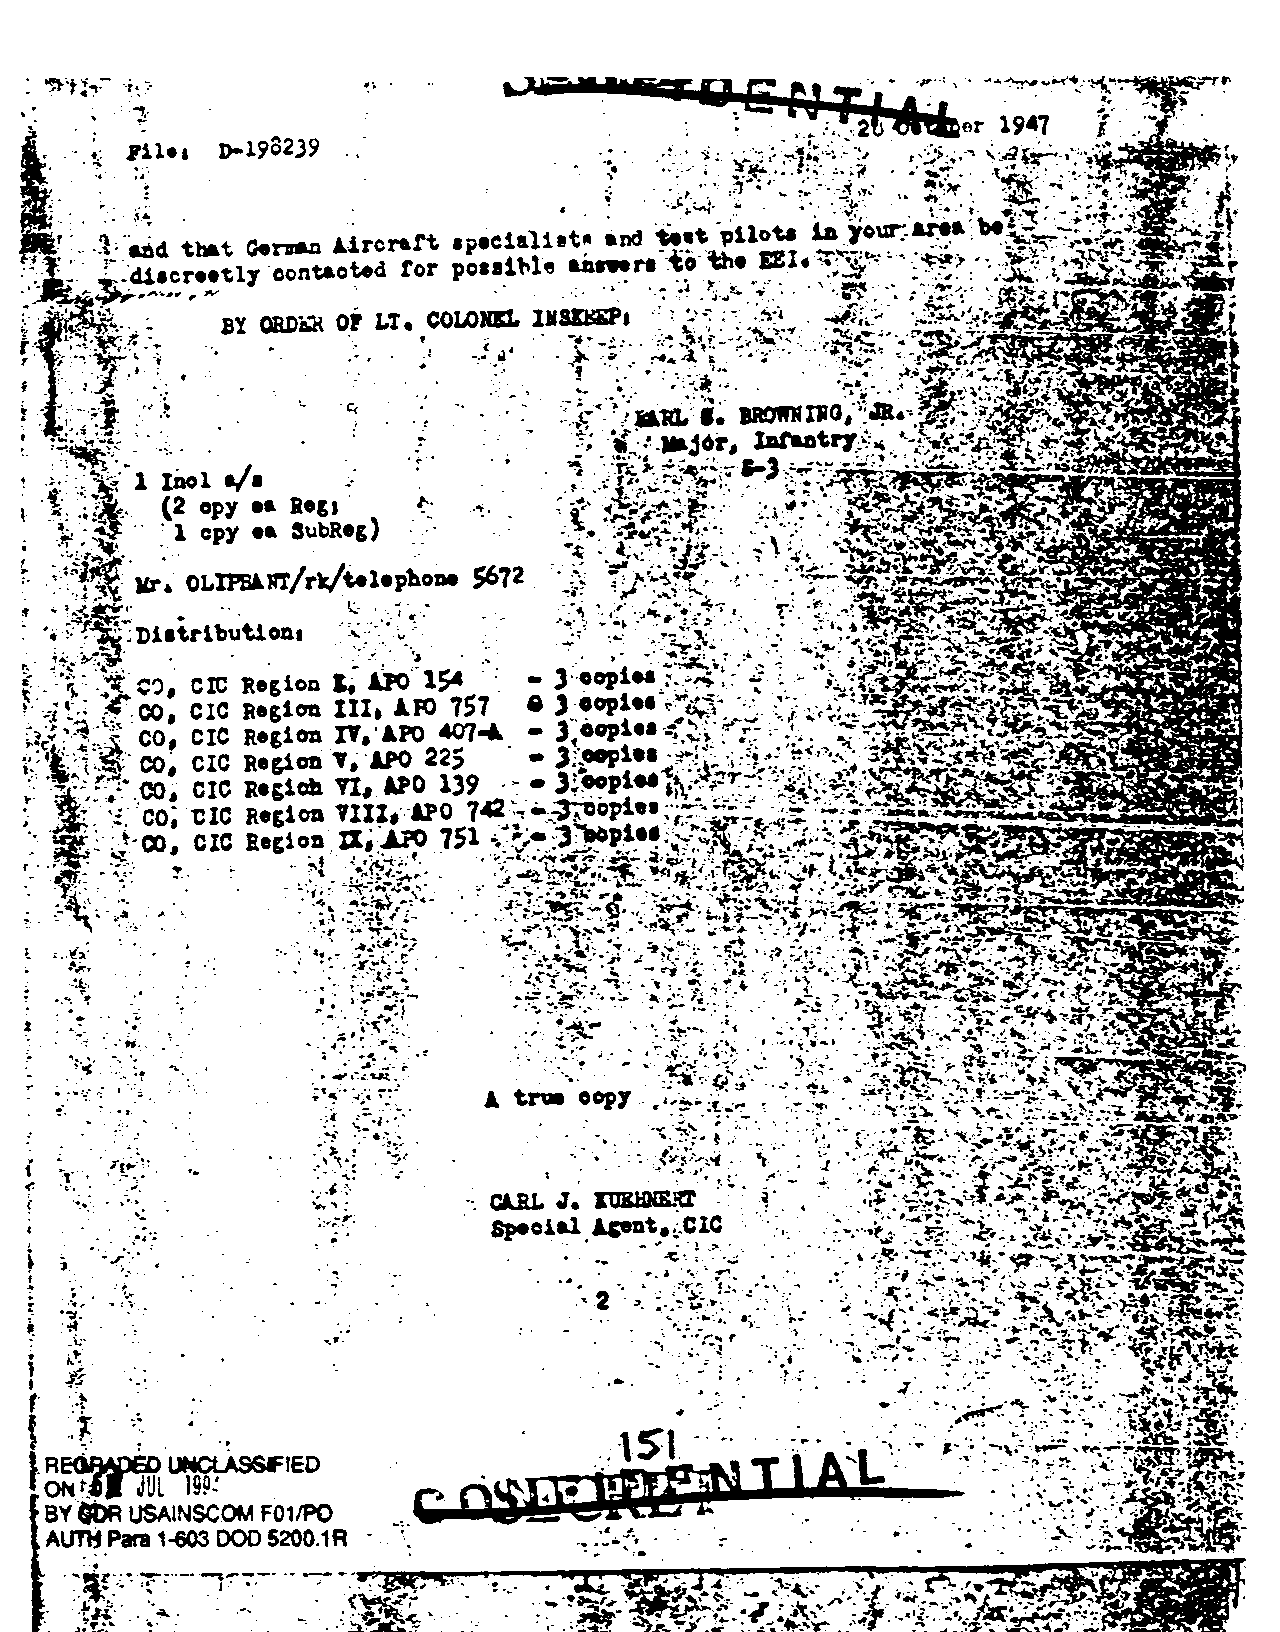 CONFIDENTIAL
October 1947
File: D-198239
and that German Aircraft specialists and test pilots in your area be
discreetly contacted for possible answers to the EEI.
BY ORDER OF LT. COLONEL INSKEEP:
EARL S. BROWNING, JR.
Major, Infantry
S-3
1 Incl a/s
(2 cpy ea Reg;
1 cpy ea SubReg)
Mr. OLIPHANT/rk/telephone 5672
Distribution:
CO, CIC Region I, APO 154 - 3 copies
CO, CIC Region III, APO 757 - 3 copies
CO, CIC Region IV, APO 407-A - 3 copies
CO, CIC Region V, APO 225 - 3 copies
CO, CIC Region VI, APO 139 - 3 copies
CO, CIC Region VIII, APO 742 - 3 copies
CO, CIC Region IX, APO 751 - 3 copies
A true copy
CARL J. KUEHNERT
Special Agent, CIC
2
151
CONFIDENTIAL
SECRET
REGRADED UNCLASSIFIED
ON JUL
BY CDR USAINSCOM F01/PO
AUTH Para 1-603 DOD 5200.1R